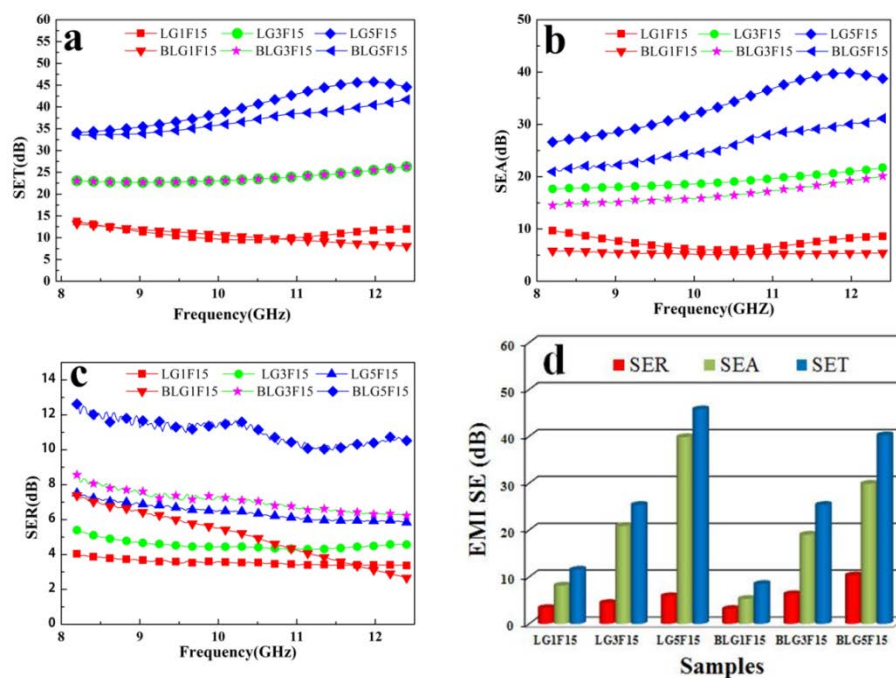 a
LG1F15 LG3F15 LG5F15
BLG1F15 BLG3F15 BLG5F15
SET(dB)
60
55
50
45
40
35
30
25
20
15
10
5
0
8 9 10 11 12
Frequency(GHz)
b
LG1F15 LG3F15 LG5F15
BLG1F15 BLG3F15 BLG5F15
SEA(dB)
50
40
30
20
10
0
8 9 10 11 12
Frequency(GHZ)
c
LG1F15 LG3F15 LG5F15
BLG1F15 BLG3F15 BLG5F15
SER(dB)
14
12
10
8
6
4
2
0
8 9 10 11 12
Frequency(GHz)
d
SER SEA SET
EMI SE (dB)
60
50
40
30
20
10
0
LG1F15 LG3F15 LG5F15 BLG1F15 BLG3F15 BLG5F15
Samples